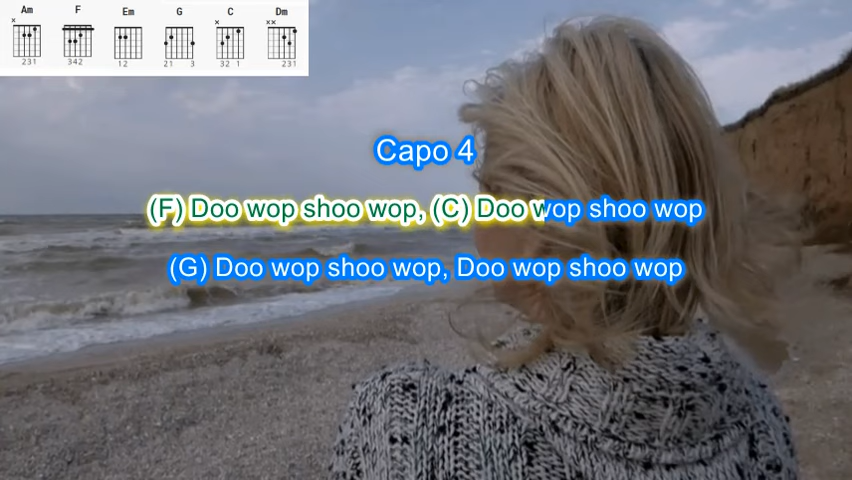 Am F Em G C Dm
x x x x
231 342 12 21 3 32 1 231
Capo 4
(F) Doo wop shoo wop, (C) Doo wop shoo wop
(G) Doo wop shoo wop, Doo wop shoo wop